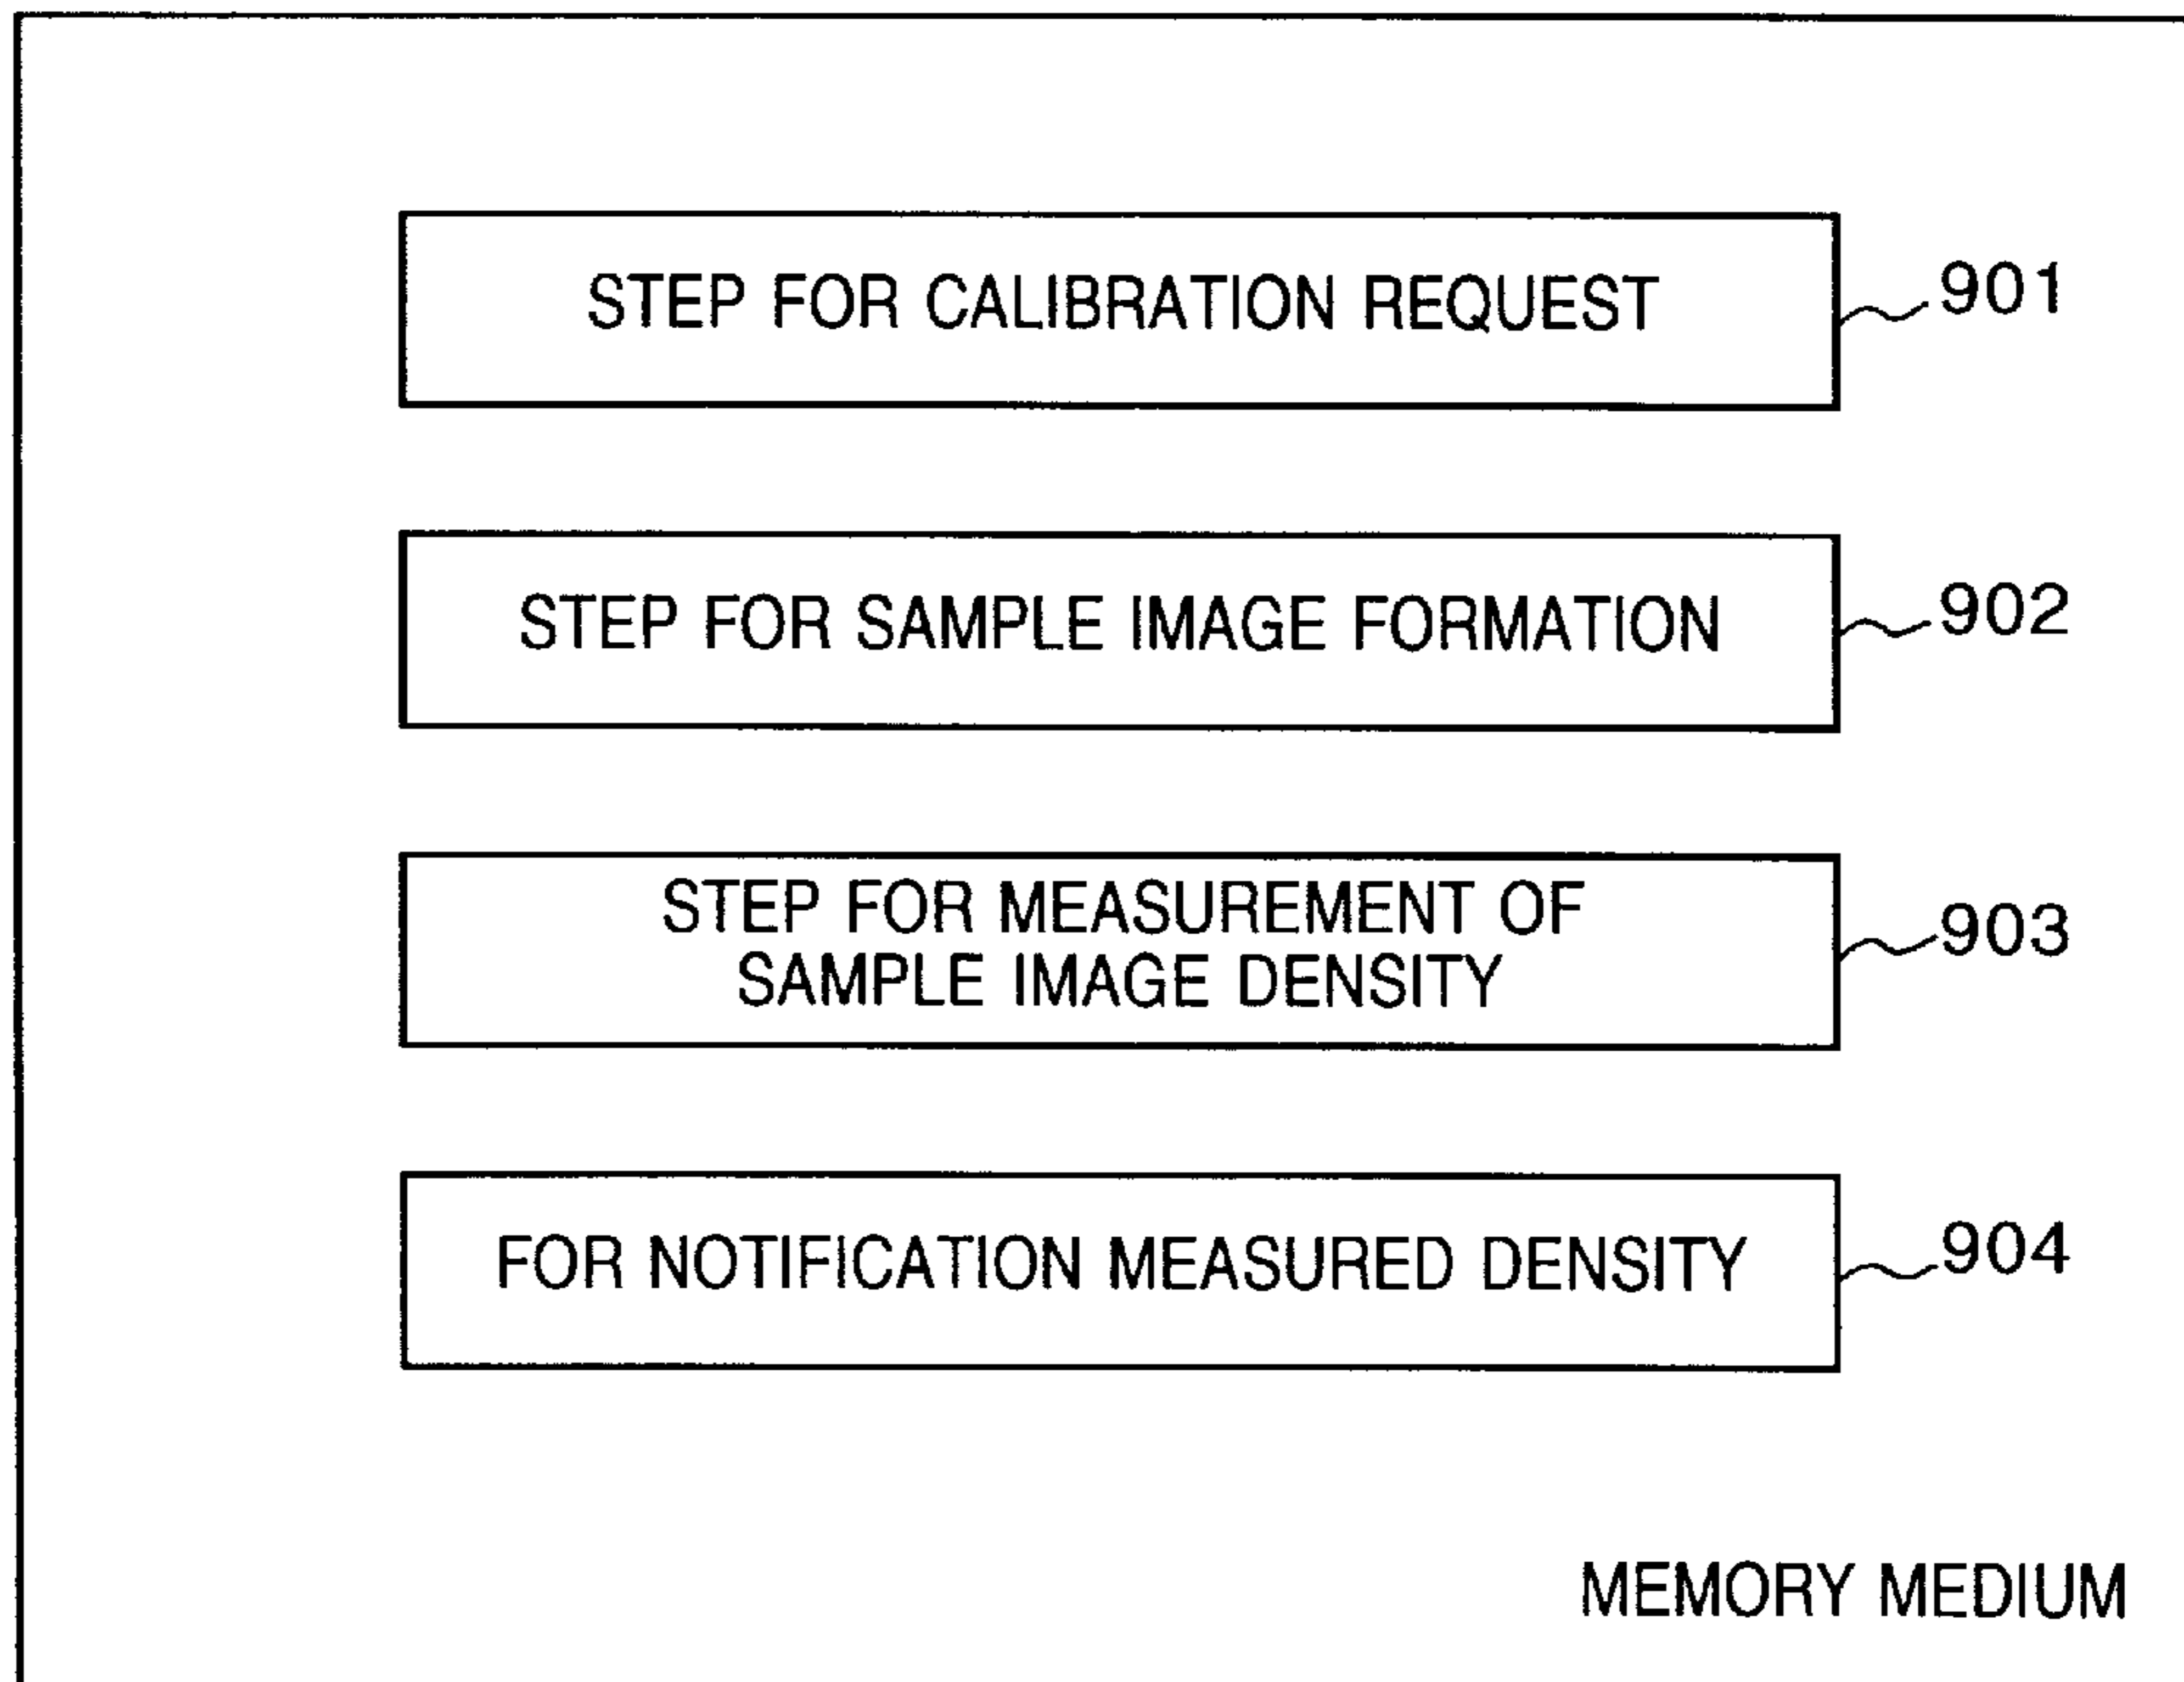 STEP FOR CALIBRATION REQUEST
901
STEP FOR SAMPLE IMAGE FORMATION
902
STEP FOR MEASUREMENT OF
SAMPLE IMAGE DENSITY
903
FOR NOTIFICATION MEASURED DENSITY
904
MEMORY MEDIUM